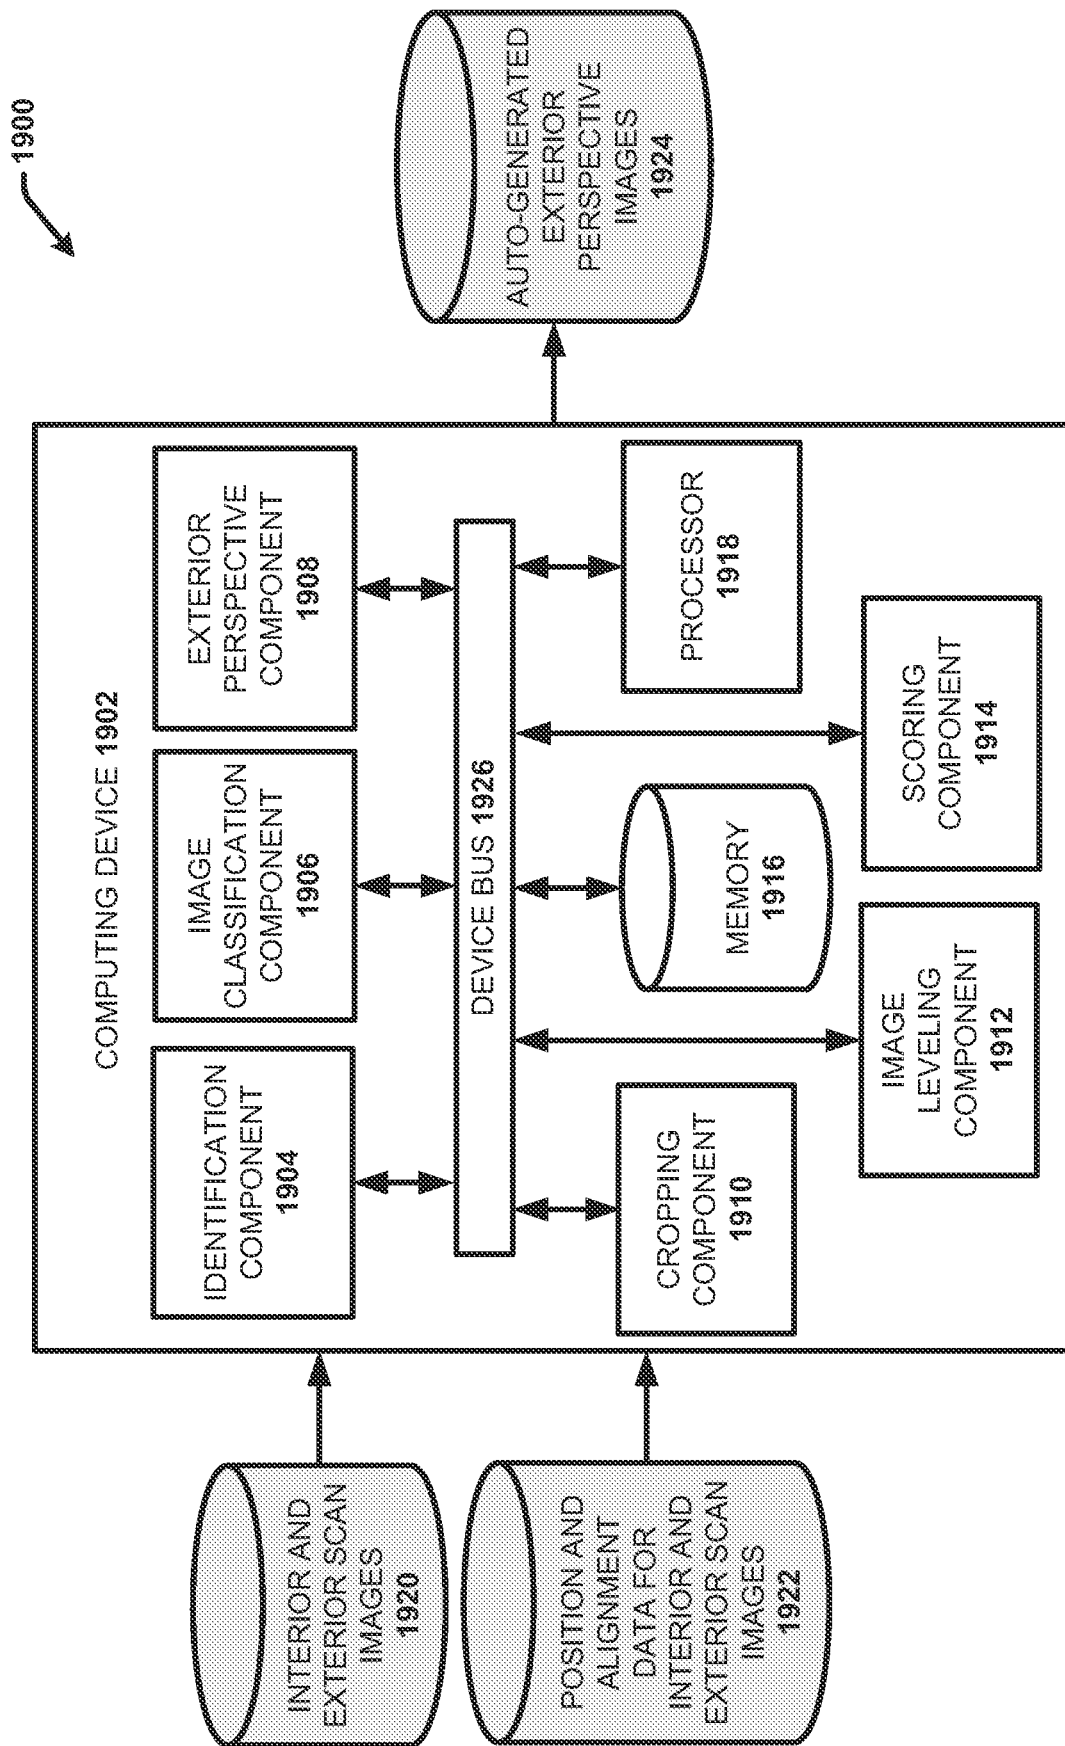 1900
COMPUTING DEVICE 1902
IDENTIFICATION
COMPONENT
1904
IMAGE
CLASSIFICATION
COMPONENT
1906
EXTERIOR
PERSPECTIVE
COMPONENT
1908
DEVICE BUS 1926
CROPPING
COMPONENT
1910
MEMORY
1916
PROCESSOR
1918
IMAGE
LEVELING
COMPONENT
1912
SCORING
COMPONENT
1914
INTERIOR AND
EXTERIOR SCAN
IMAGES
1920
POSITION AND
ALIGNMENT
DATA FOR
INTERIOR AND
EXTERIOR SCAN
IMAGES
1922
AUTO-GENERATED
EXTERIOR
PERSPECTIVE
IMAGES
1924